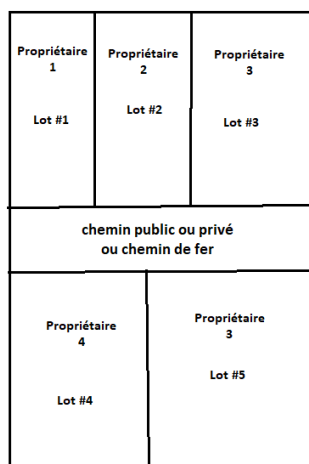 Propriétaire
1
Lot #1
Propriétaire
2
Lot #2
Propriétaire
3
Lot #3
chemin public ou privé
ou chemin de fer
Propriétaire
4
Lot #4
Propriétaire
3
Lot #5